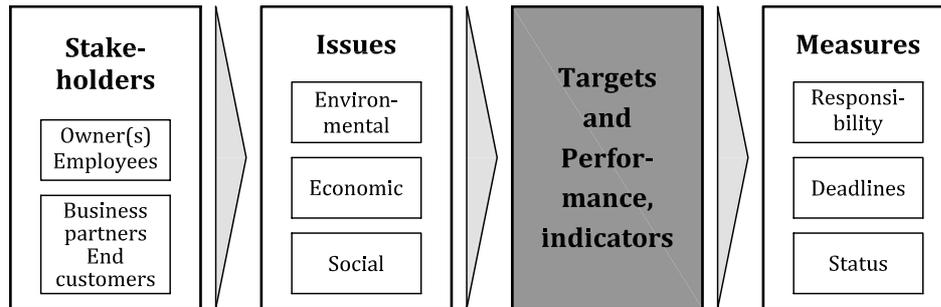 Stake-
holders
Owner(s)
Employees
Business
partners
End
customers
Issues
Environ-
mental
Economic
Social
Targets
and
Perfor-
mance,
indicators
Measures
Responsi-
bility
Deadlines
Status